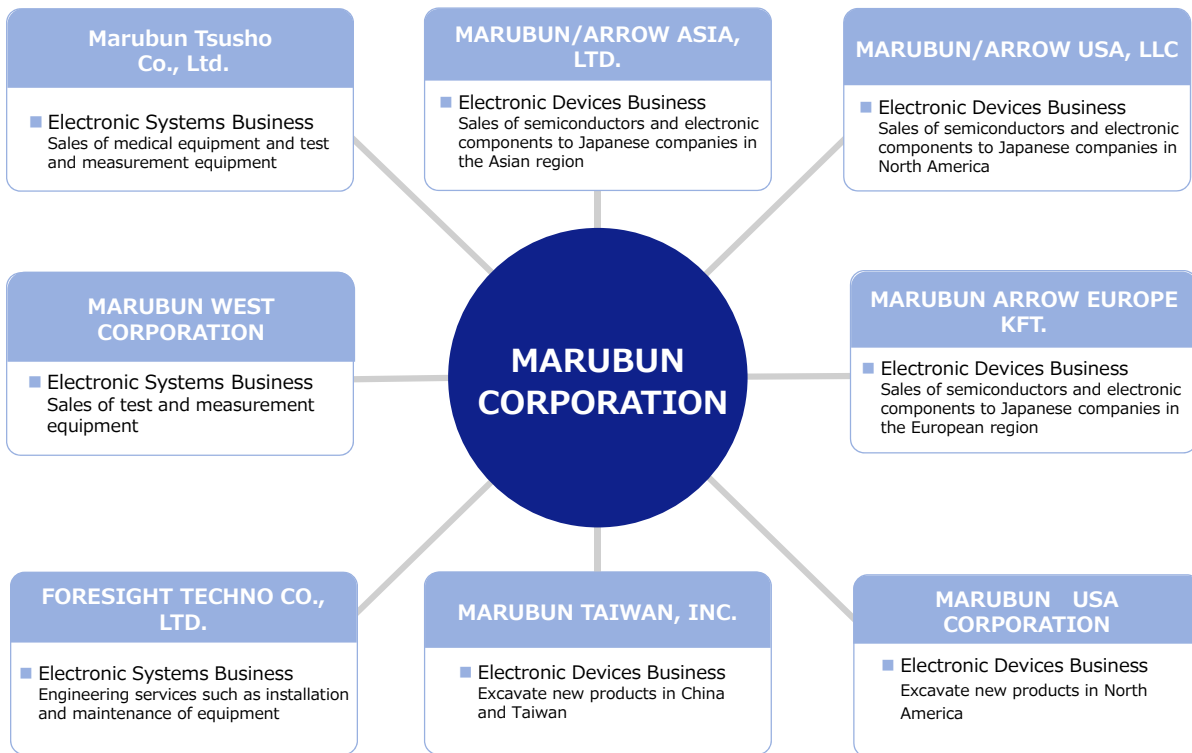 Marubun Tsusho
Co., Ltd.
■ Electronic Systems Business
Sales of medical equipment and test
and measurement equipment
MARUBUN/ARROW ASIA,
LTD.
■ Electronic Devices Business
Sales of semiconductors and electronic
components to Japanese companies in
the Asian region
MARUBUN/ARROW USA, LLC
■ Electronic Devices Business
Sales of semiconductors and electronic
components to Japanese companies in
North America
MARUBUN WEST
CORPORATION
■ Electronic Systems Business
Sales of test and measurement
equipment
MARUBUN
CORPORATION
MARUBUN ARROW EUROPE
KFT.
■ Electronic Devices Business
Sales of semiconductors and electronic
components to Japanese companies in
the European region
FORESIGHT TECHNO CO.,
LTD.
■ Electronic Systems Business
Engineering services such as installation
and maintenance of equipment
MARUBUN TAIWAN, INC.
■ Electronic Devices Business
Excavate new products in China
and Taiwan
MARUBUN USA
CORPORATION
■ Electronic Devices Business
Excavate new products in North
America